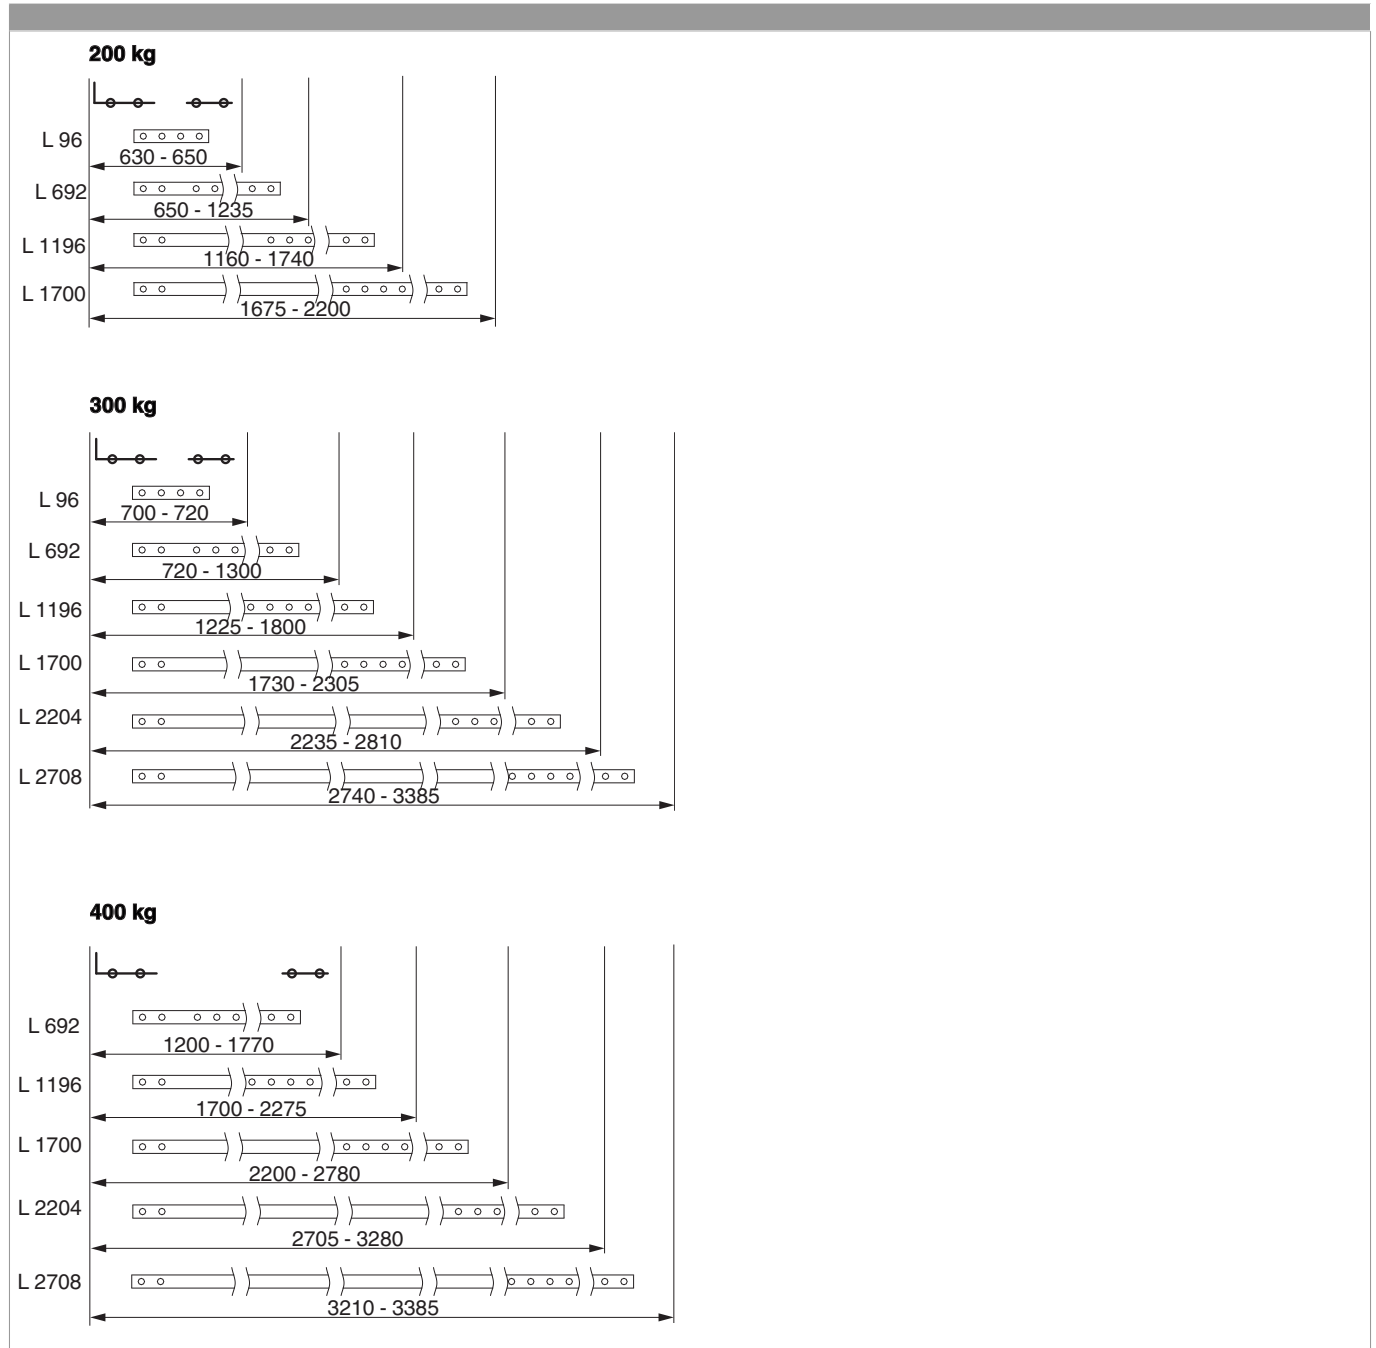 200 kg
L 96
630 - 650
L 692
650 - 1235
L 1196
1160 - 1740
L 1700
1675 - 2200
300 kg
L 96
700 - 720
L 692
720 - 1300
L 1196
1225 - 1800
L 1700
1730 - 2305
L 2204
2235 - 2810
L 2708
2740 - 3385
400 kg
L 692
1200 - 1770
L 1196
1700 - 2275
L 1700
2200 - 2780
L 2204
2705 - 3280
L 2708
3210 - 3385